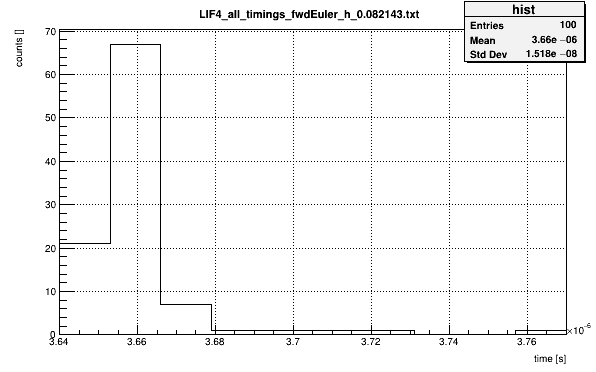 LIF4_all_timings_fwdEuler_h_0.082143.txt
hist
Entries 100
Mean 3.66e −06
Std Dev 1.518e −08
counts []
70
60
50
40
30
20
10
0
3.64 3.66 3.68 3.7 3.72 3.74 3.76
×10⁻⁶
time [s]